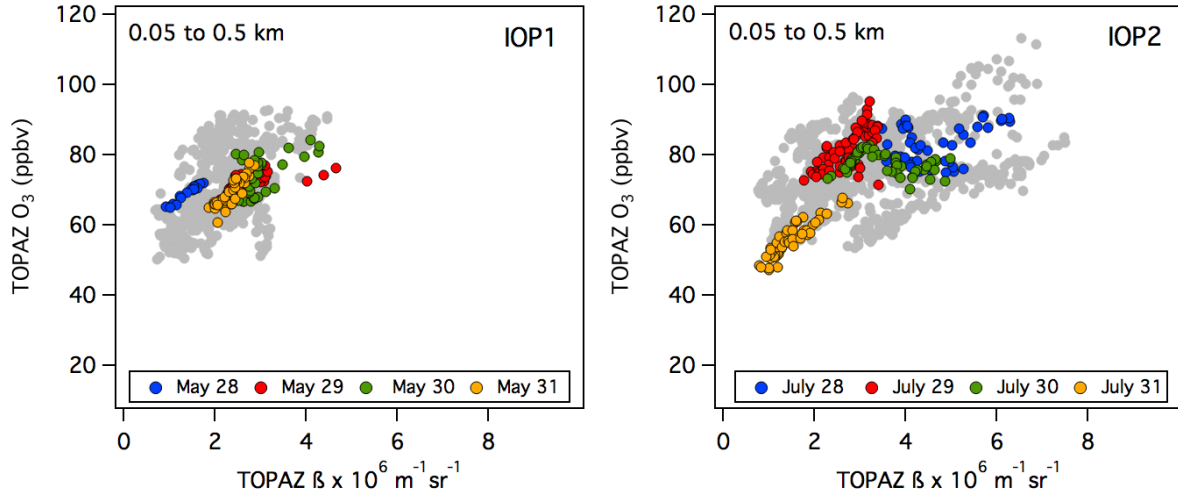 120
100
80
60
40
20
TOPAZ O3 (ppbv)
0.05 to 0.5 km
IOP1
May 28 May 29 May 30 May 31
0 2 4 6 8
TOPAZ ß x 10^6 m^-1 sr^-1
120
100
80
60
40
20
TOPAZ O3 (ppbv)
0.05 to 0.5 km
IOP2
July 28 July 29 July 30 July 31
0 2 4 6 8
TOPAZ ß x 10^6 m^-1 sr^-1